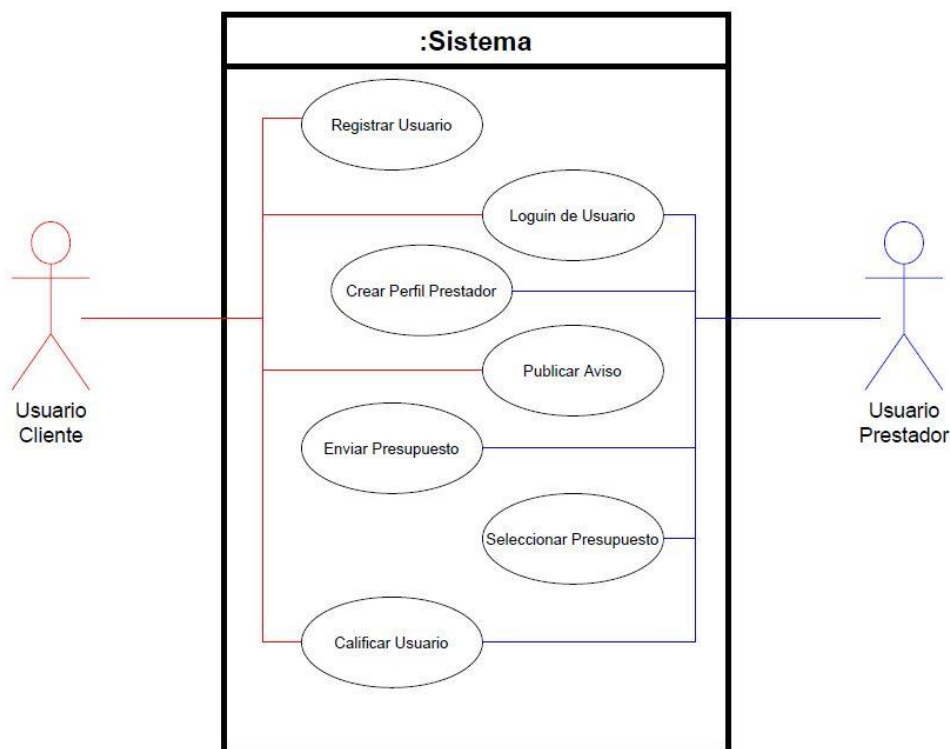 :Sistema
Registrar Usuario
Loguin de Usuario
Crear Perfil Prestador
Publicar Aviso
Usuario
Cliente
Usuario
Prestador
Enviar Presupuesto
Seleccionar Presupuesto
Calificar Usuario